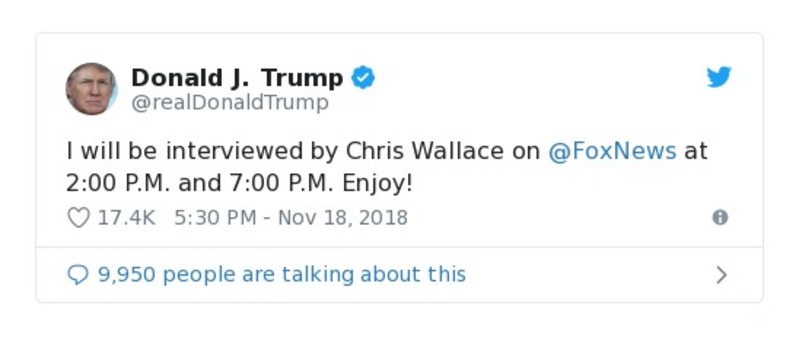 Donald J. Trump
@realDonaldTrump
I will be interviewed by Chris Wallace on @FoxNews at
2:00 P.M. and 7:00 P.M. Enjoy!
17.4K 5:30 PM - Nov 18, 2018
9,950 people are talking about this